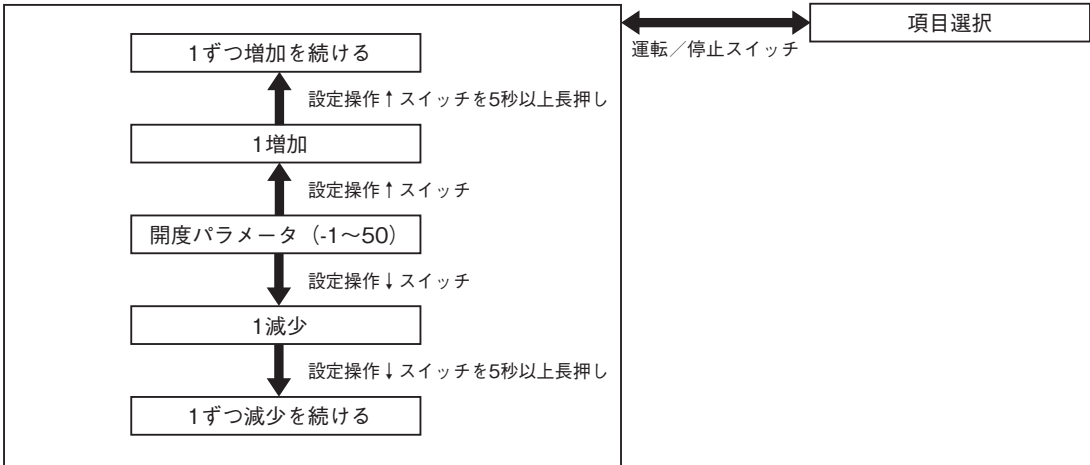 項目選択
運転／停止スイッチ
1ずつ増加を続ける
設定操作↑スイッチを5秒以上長押し
1増加
設定操作↑スイッチ
開度パラメータ（-1～50）
設定操作↓スイッチ
1減少
設定操作↓スイッチを5秒以上長押し
1ずつ減少を続ける